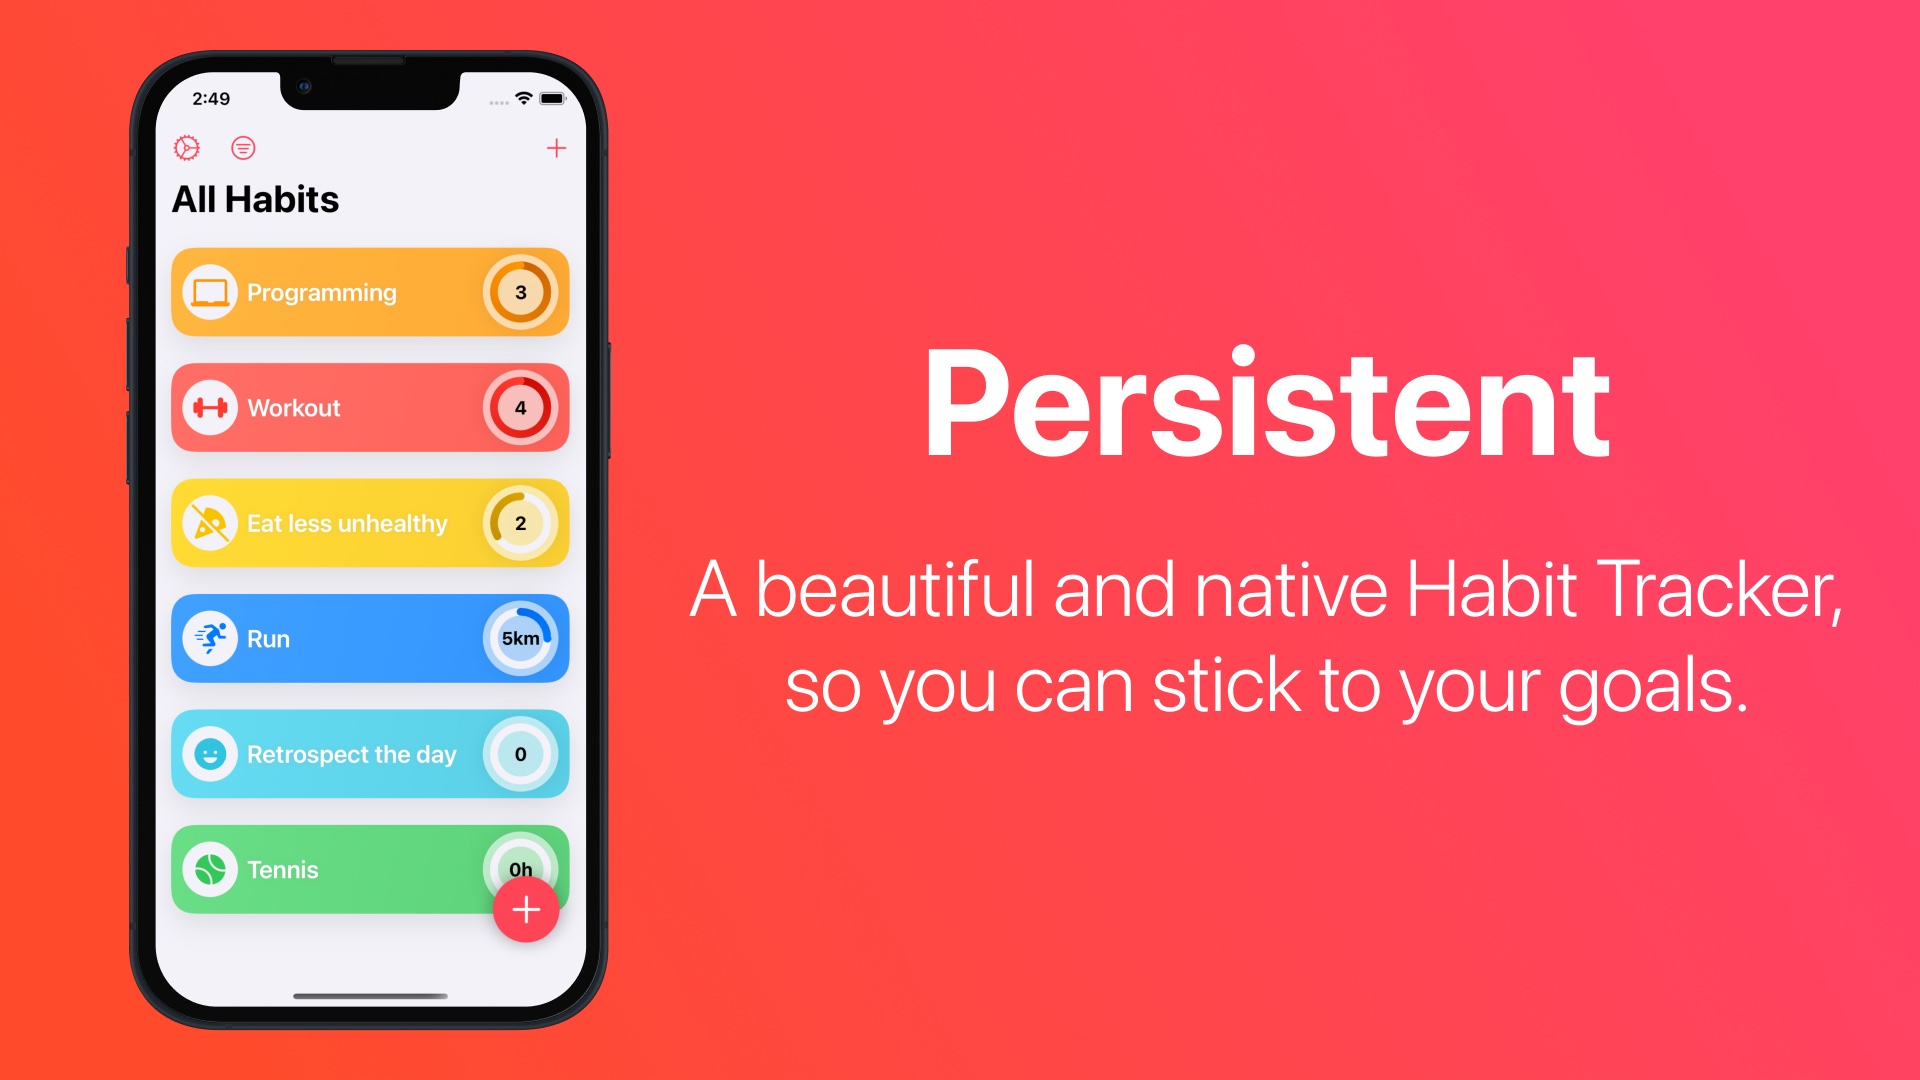 2:49
All Habits
Programming
3
Workout
4
Eat less unhealthy
2
Run
5km
Retrospect the day
0
Tennis
0h
Persistent
A beautiful and native Habit Tracker,
so you can stick to your goals.